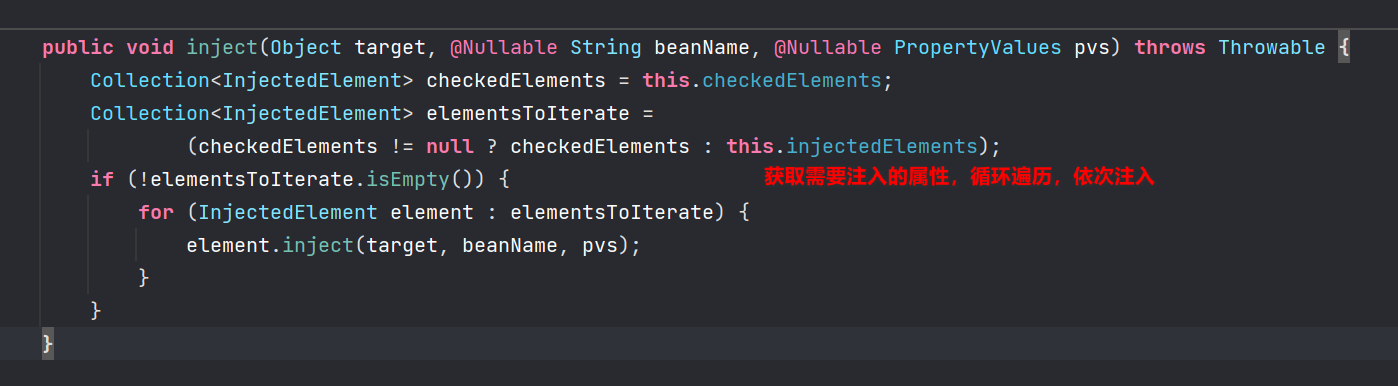 public void inject(Object target, @Nullable String beanName, @Nullable PropertyValues pvs) throws Throwable {
Collection<InjectedElement> checkedElements = this.checkedElements;
Collection<InjectedElement> elementsToIterate =
(checkedElements != null ? checkedElements : this.injectedElements);
if (!elementsToIterate.isEmpty()) {
获取需要注入的属性，循环遍历，依次注入
for (InjectedElement element : elementsToIterate) {
element.inject(target, beanName, pvs);
}
}
}